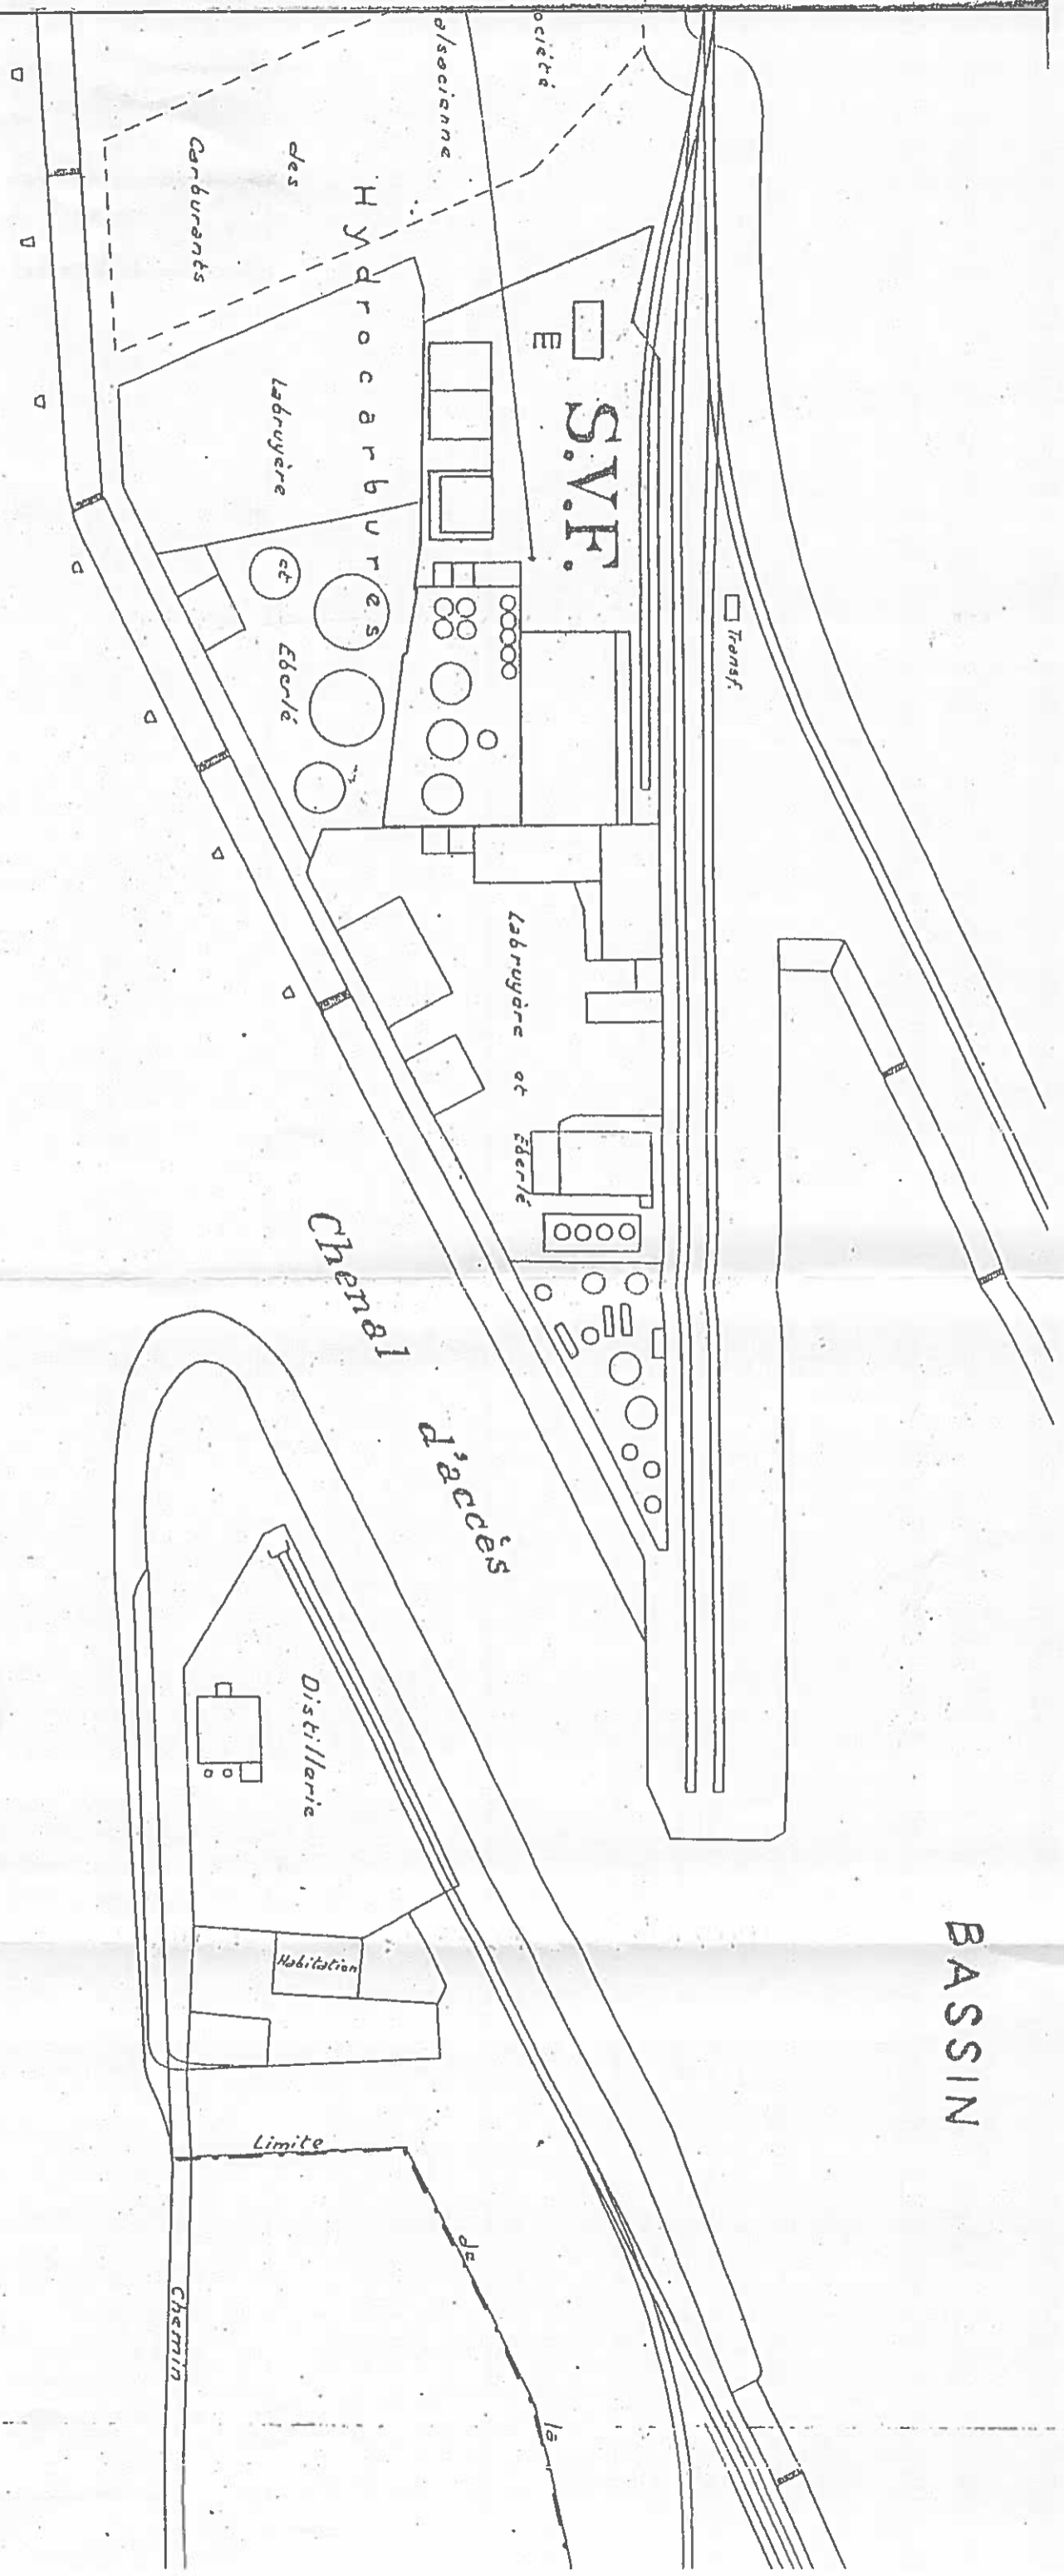 BASSIN
Transf.
S.V.F.
E
ociété
alsacienne
des
Carburants
Hydrocarbures
Labruyère
et
Eberlé
Labruyère et Eberlé
Chenal d'accès
Distillerie
Habitation
Limite
de
la
Chemin